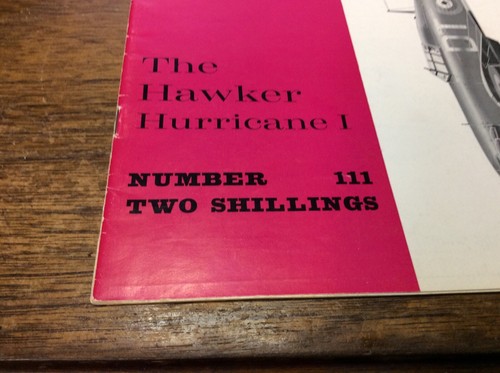 The
Hawker
Hurricane I
NUMBER 111
TWO SHILLINGS